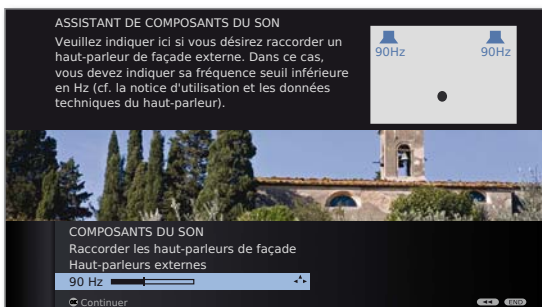 ASSISTANT DE COMPOSANTS DU SON
Veuillez indiquer ici si vous désirez raccorder un
haut-parleur de façade externe. Dans ce cas,
vous devez indiquer sa fréquence seuil inférieure
en Hz (cf. la notice d'utilisation et les données
techniques du haut-parleur).
90Hz 90Hz
COMPOSANTS DU SON
Raccorder les haut-parleurs de façade
Haut-parleurs externes
90 Hz
OK Continuer
END